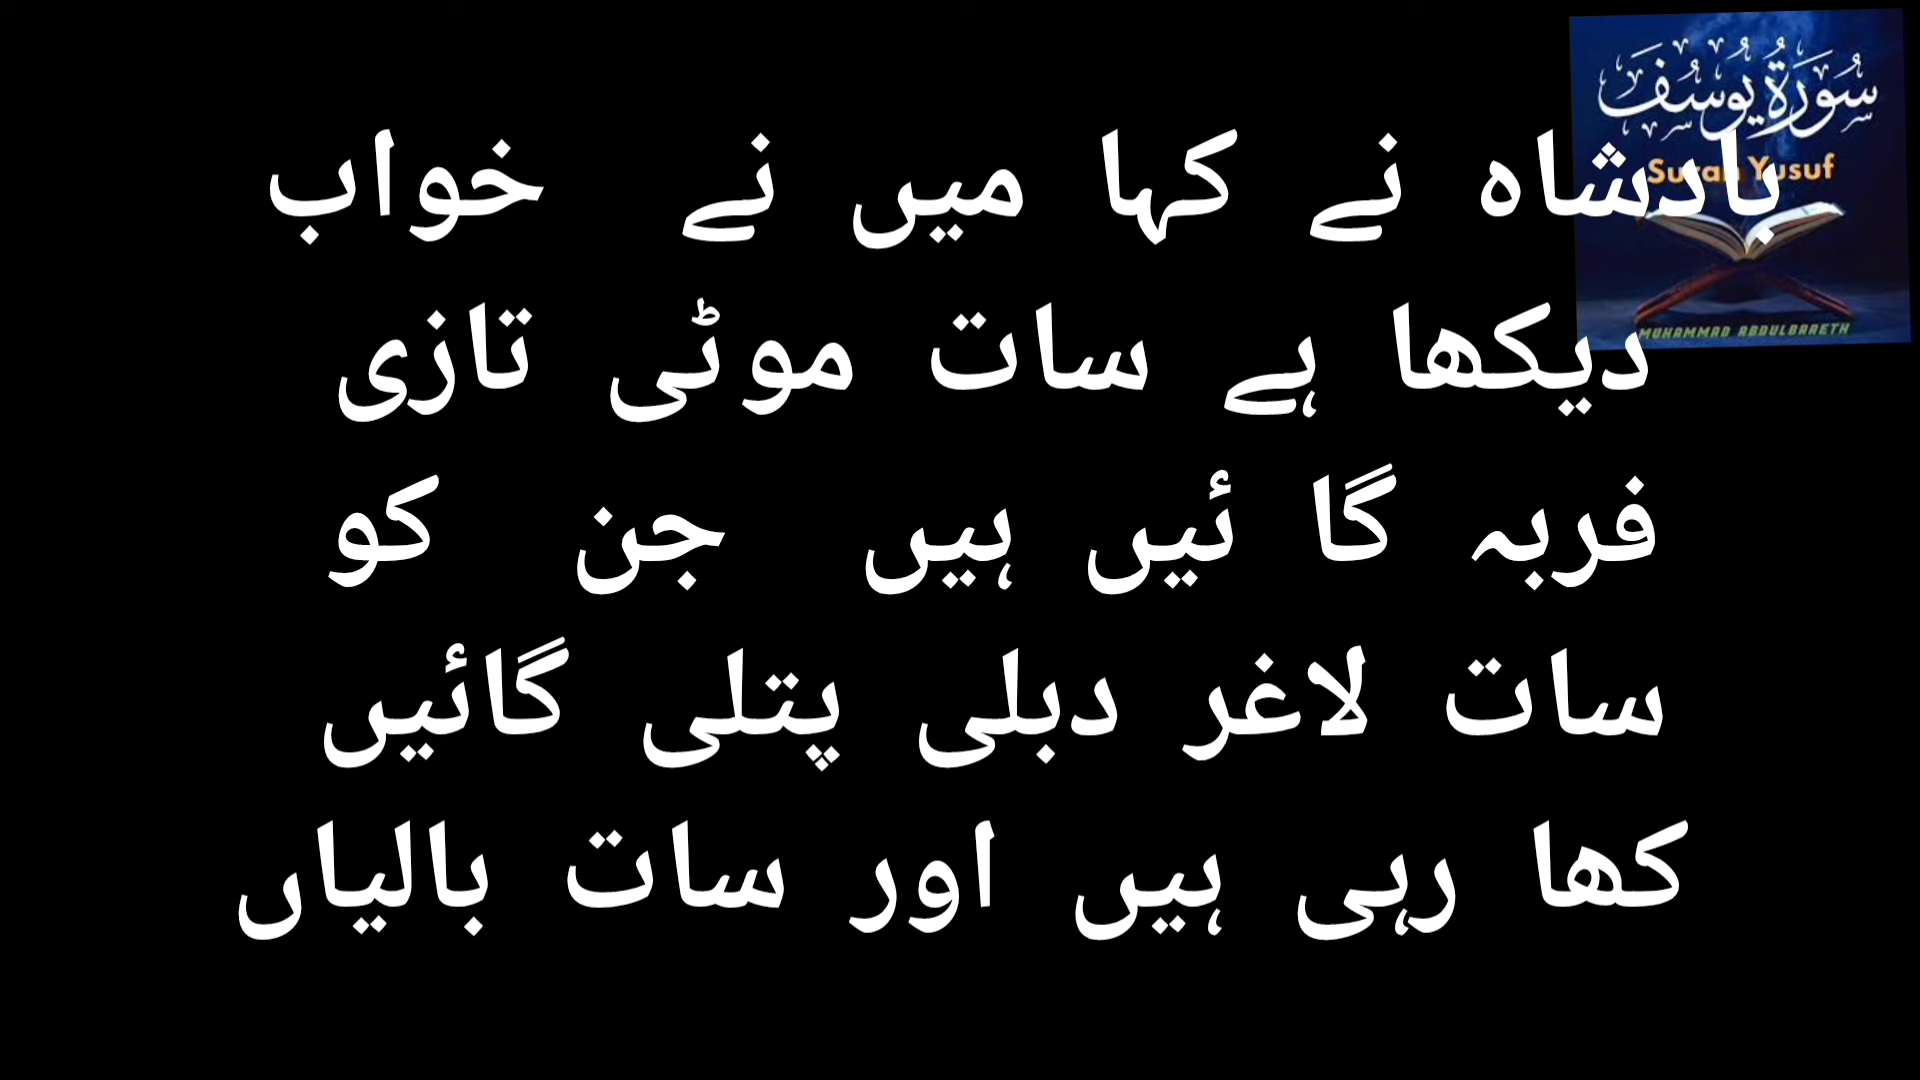 سُورَةُ يُوسُفَ
Surah Yusuf
MUHAMMAD ABDULBARETH
بادشاہ نے کہا میں نے خواب
دیکھا ہے سات موٹی تازی
فربہ گا ئیں ہیں جن کو
سات لاغر دبلی پتلی گائیں
کھا رہی ہیں اور سات بالیاں